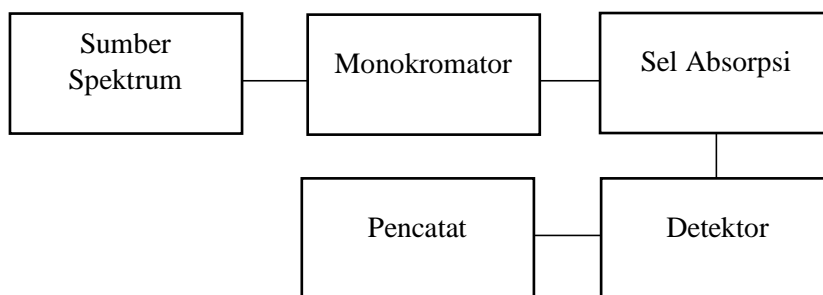 Sumber
Spektrum
Monokromator
Sel Absorpsi
Pencatat
Detektor